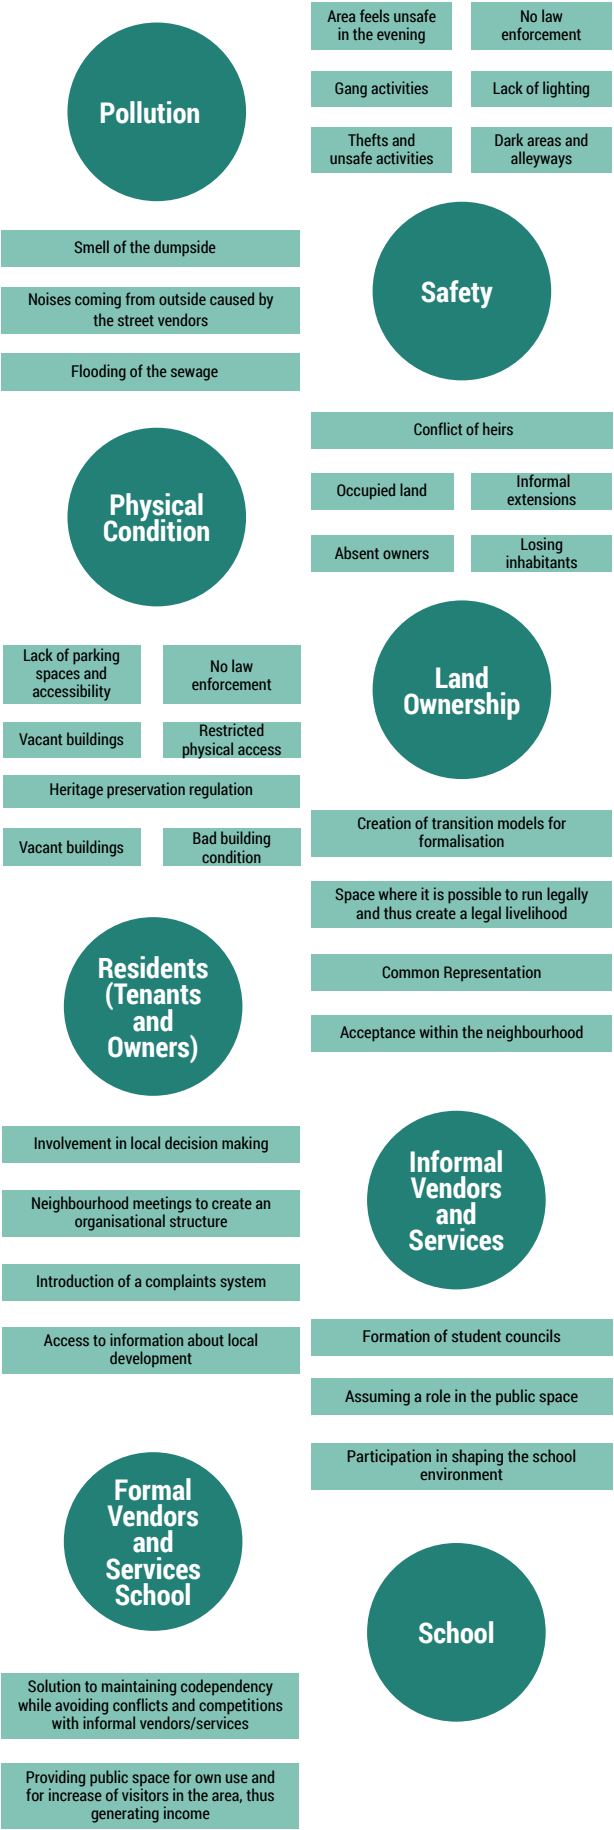 Pollution
Smell of the dumpside
Noises coming from outside caused by
the street vendors
Flooding of the sewage
Physical
Condition
Lack of parking
spaces and
accessibility
No law
enforcement
Vacant buildings
Restricted
physical access
Heritage preservation regulation
Vacant buildings
Bad building
condition
Residents
(Tenants
and
Owners)
Involvement in local decision making
Neighbourhood meetings to create an
organisational structure
Introduction of a complaints system
Access to information about local
development
Formal
Vendors
and
Services
School
Solution to maintaining codependency
while avoiding conflicts and competitions
with informal vendors/services
Providing public space for own use and
for increase of visitors in the area, thus
generating income
Area feels unsafe
in the evening
No law
enforcement
Gang activities
Lack of lighting
Thefts and
unsafe activities
Dark areas and
alleyways
Safety
Conflict of heirs
Occupied land
Informal
extensions
Absent owners
Losing
inhabitants
Land
Ownership
Creation of transition models for
formalisation
Space where it is possible to run legally
and thus create a legal livelihood
Common Representation
Acceptance within the neighbourhood
Informal
Vendors
and
Services
Formation of student councils
Assuming a role in the public space
Participation in shaping the school
environment
School